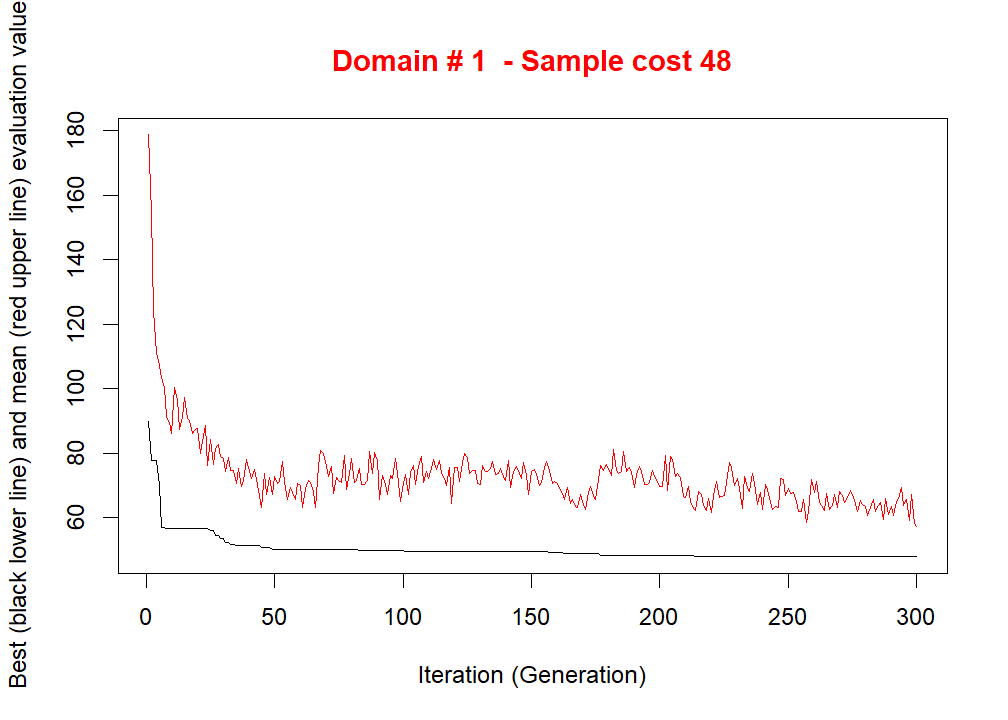 Domain # 1  - Sample cost 48
Best (black lower line) and mean (red upper line) evaluation value
180
160
140
120
100
80
60
0 50 100 150 200 250 300
Iteration (Generation)